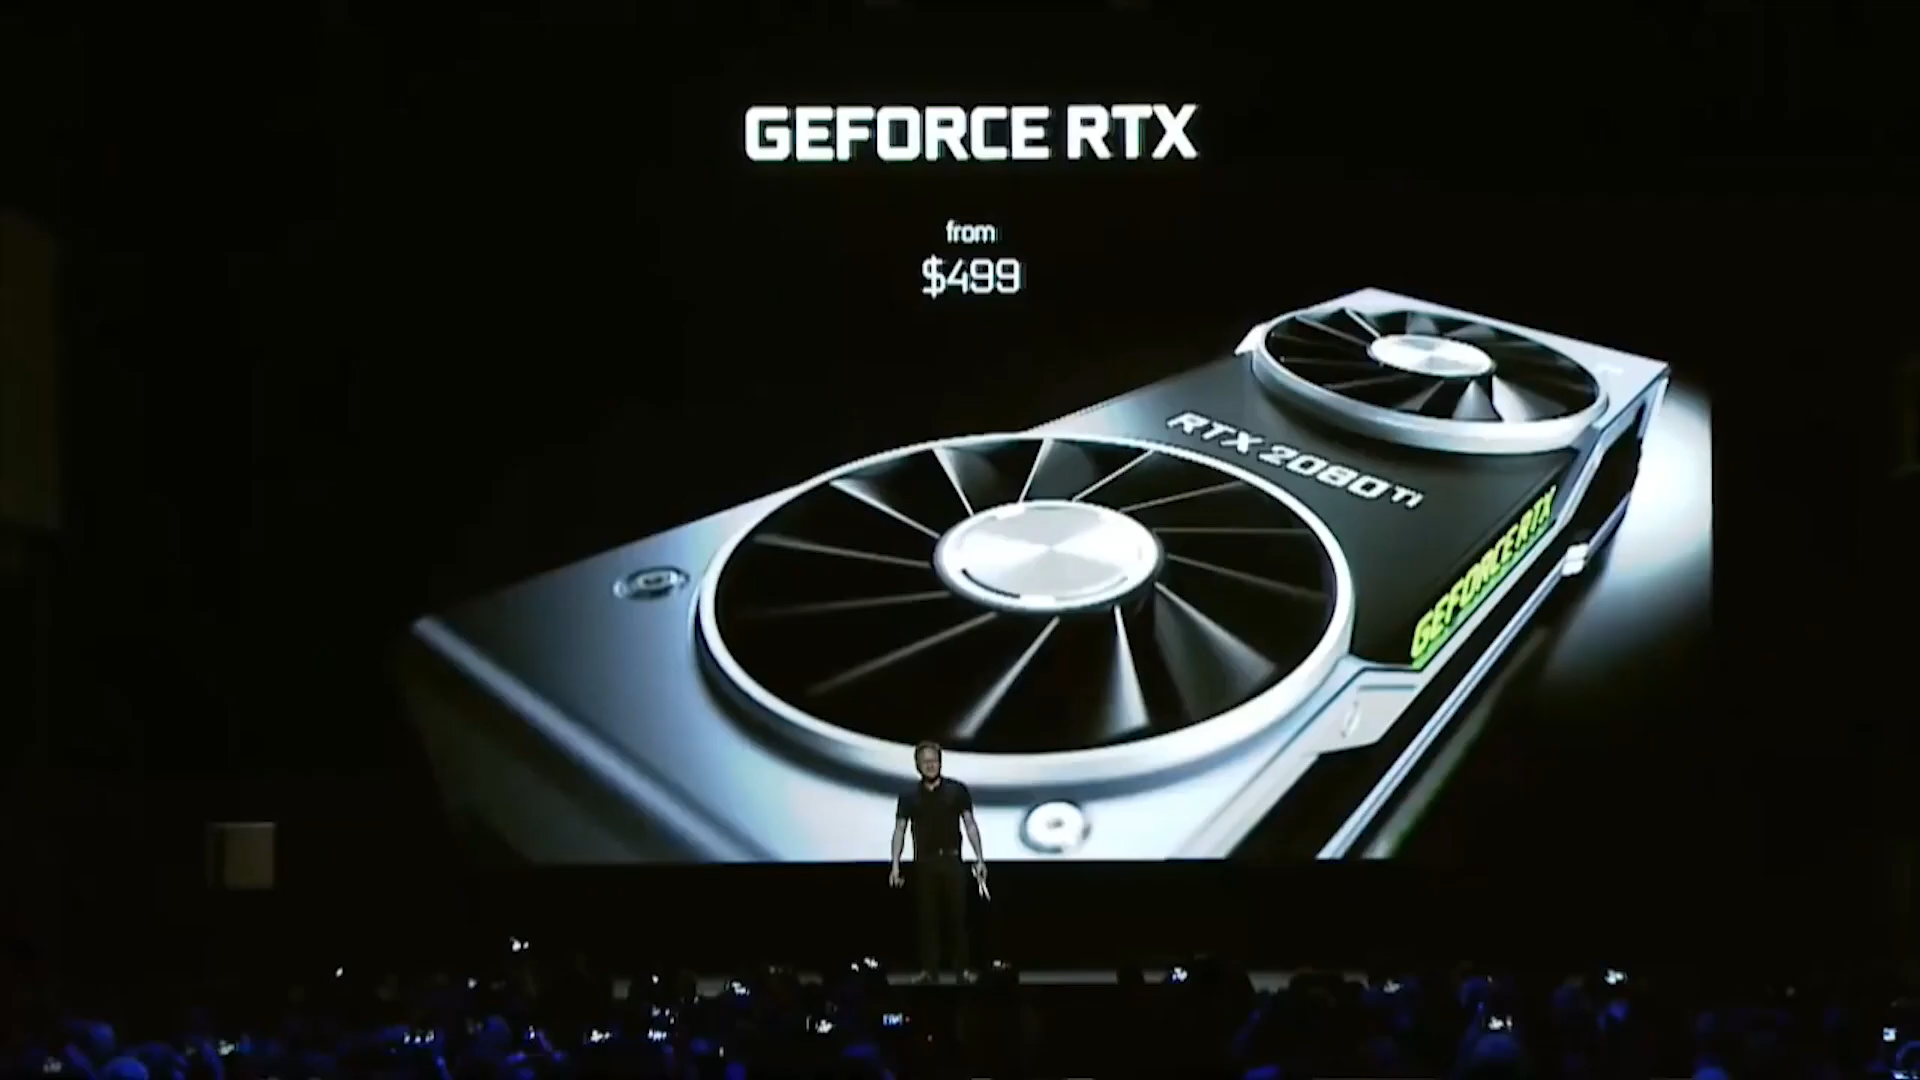 GEFORCE RTX
from
$499
RTX 2080 TI
GEFORCE RTX